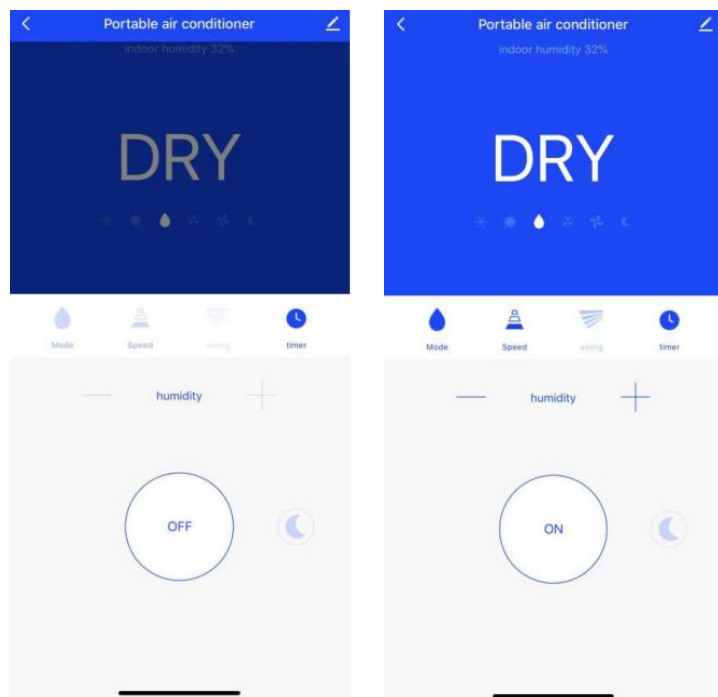 Portable air conditioner
indoor humidity 32%
DRY
Mode Speed swing timer
humidity
OFF
Portable air conditioner
indoor humidity 32%
DRY
Mode Speed swing timer
humidity
ON